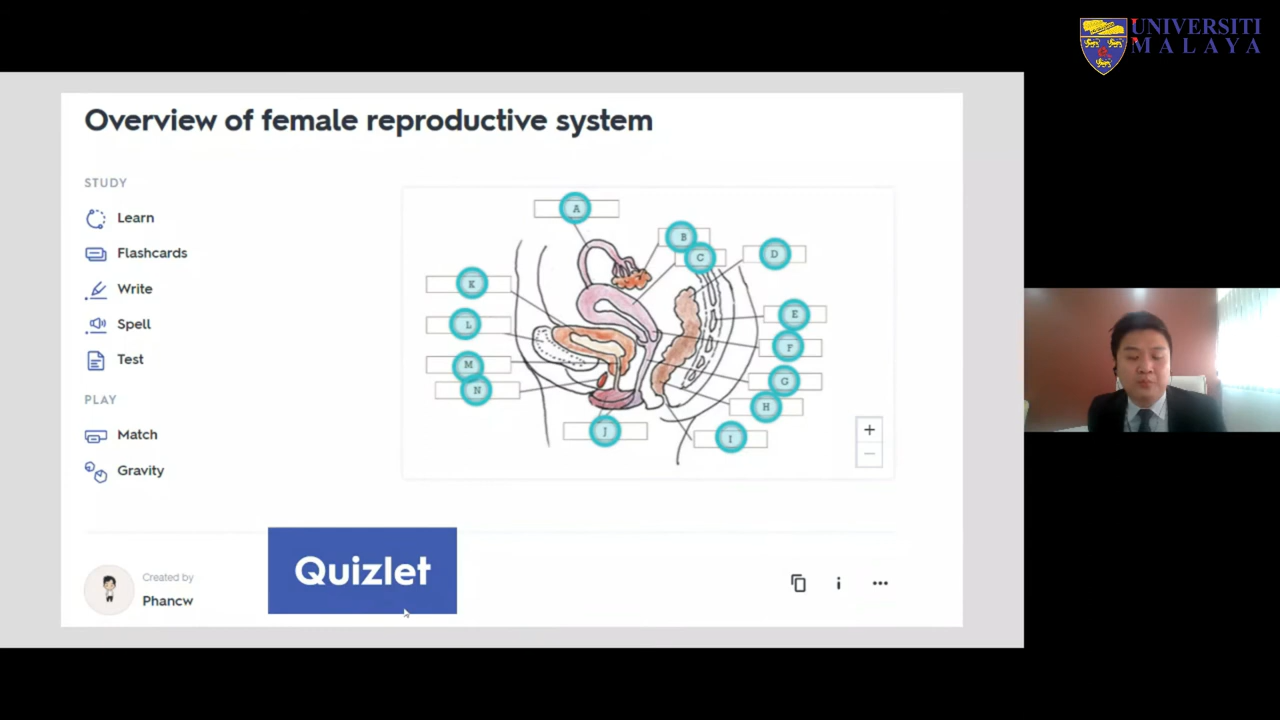 UNIVERSITI
MALAYA
Overview of female reproductive system
STUDY
Learn
Flashcards
Write
Spell
Test
PLAY
Match
Gravity
A
B
C
D
K
E
L
F
M
G
N
H
J
I
+
−
Quizlet
Created by
Phancw